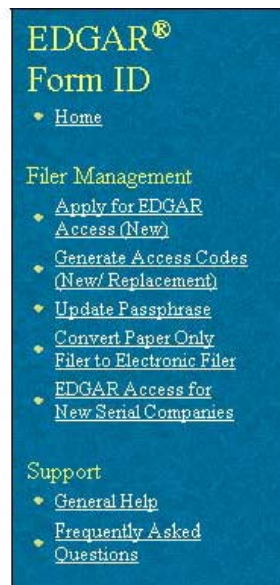 EDGAR®
Form ID
Home
Filer Management
Apply for EDGAR
Access (New)
Generate Access Codes
(New/ Replacement)
Update Passphrase
Convert Paper Only
Filer to Electronic Filer
EDGAR Access for
New Serial Companies
Support
General Help
Frequently Asked
Questions